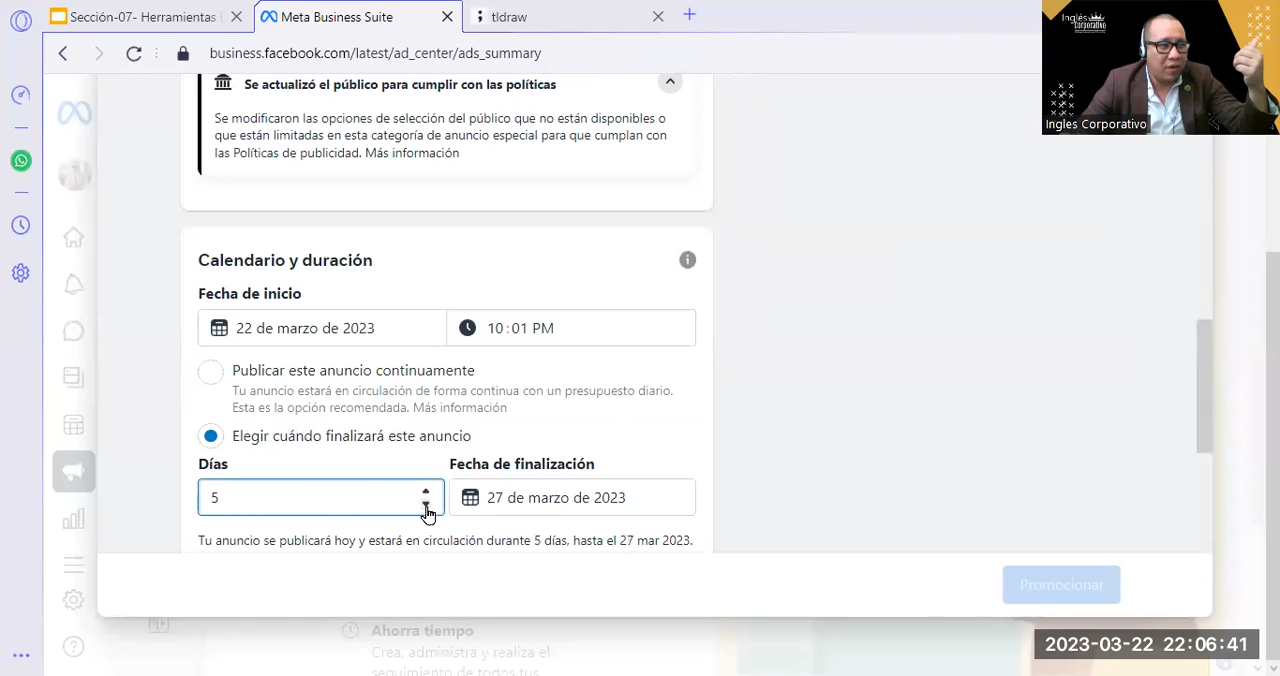 Sección-07- Herramientas
Meta Business Suite
tldraw
business.facebook.com/latest/ad_center/ads_summary
Inglés
Corporativo
Ingles Corporativo
Se actualizó el público para cumplir con las políticas
Se modificaron las opciones de selección del público que no están disponibles o
que están limitadas en esta categoría de anuncio especial para que cumplan con
las Políticas de publicidad. Más información
Calendario y duración
Fecha de inicio
22 de marzo de 2023
10:01 PM
Publicar este anuncio continuamente
Tu anuncio estará en circulación de forma continua con un presupuesto diario.
Esta es la opción recomendada. Más información
Elegir cuándo finalizará este anuncio
Días
Fecha de finalización
5
27 de marzo de 2023
Tu anuncio se publicará hoy y estará en circulación durante 5 días, hasta el 27 mar 2023.
Promocionar
Ahorra tiempo
Crea, administra y realiza el
seguimiento de todos tus
2023-03-22 22:06:41